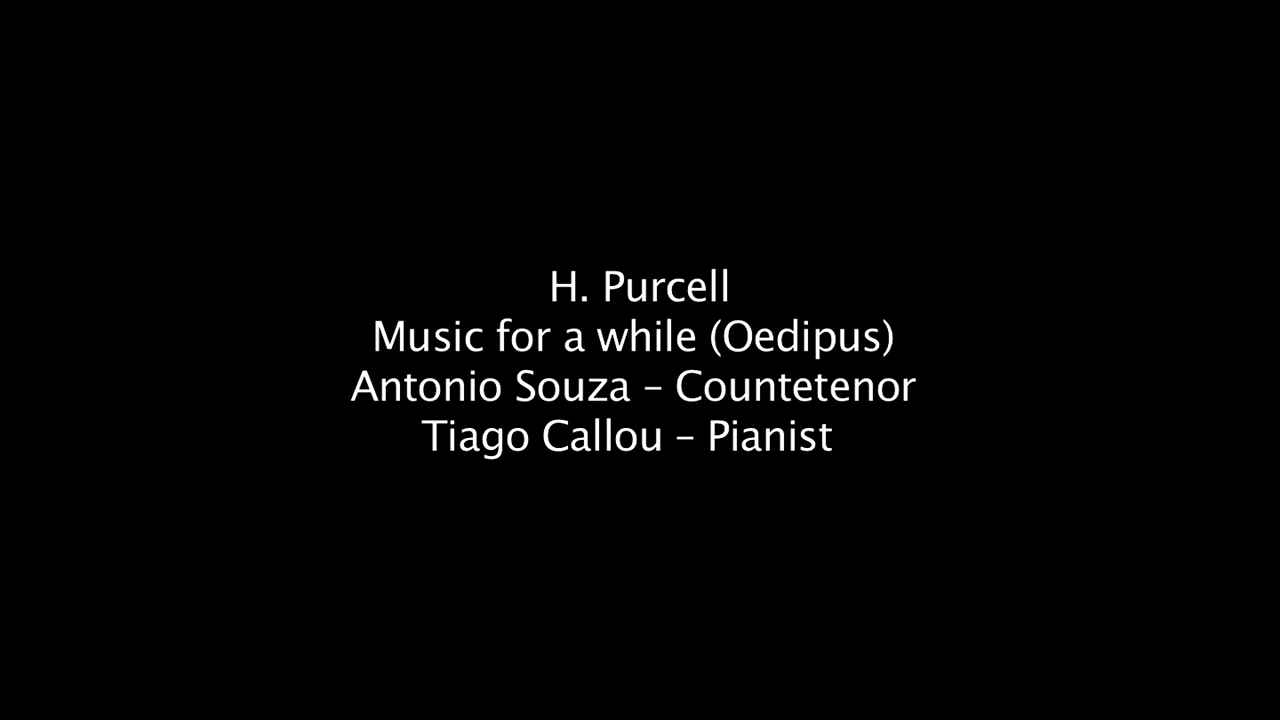 H. Purcell
Music for a while (Oedipus)
Antonio Souza – Countetenor
Tiago Callou – Pianist